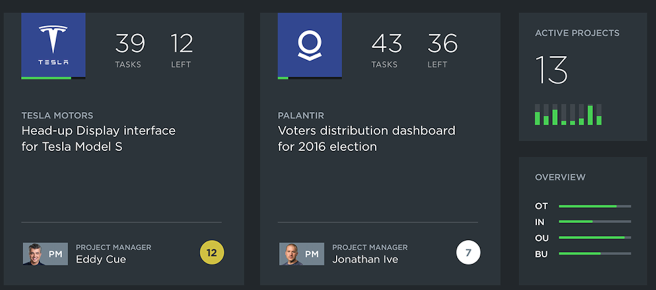 TESLA
39
TASKS
12
LEFT
TESLA MOTORS
Head-up Display interface
for Tesla Model S
PM
PROJECT MANAGER
Eddy Cue
12
43
TASKS
36
LEFT
PALANTIR
Voters distribution dashboard
for 2016 election
PM
PROJECT MANAGER
Jonathan Ive
7
ACTIVE PROJECTS
13
OVERVIEW
OT
IN
OU
BU